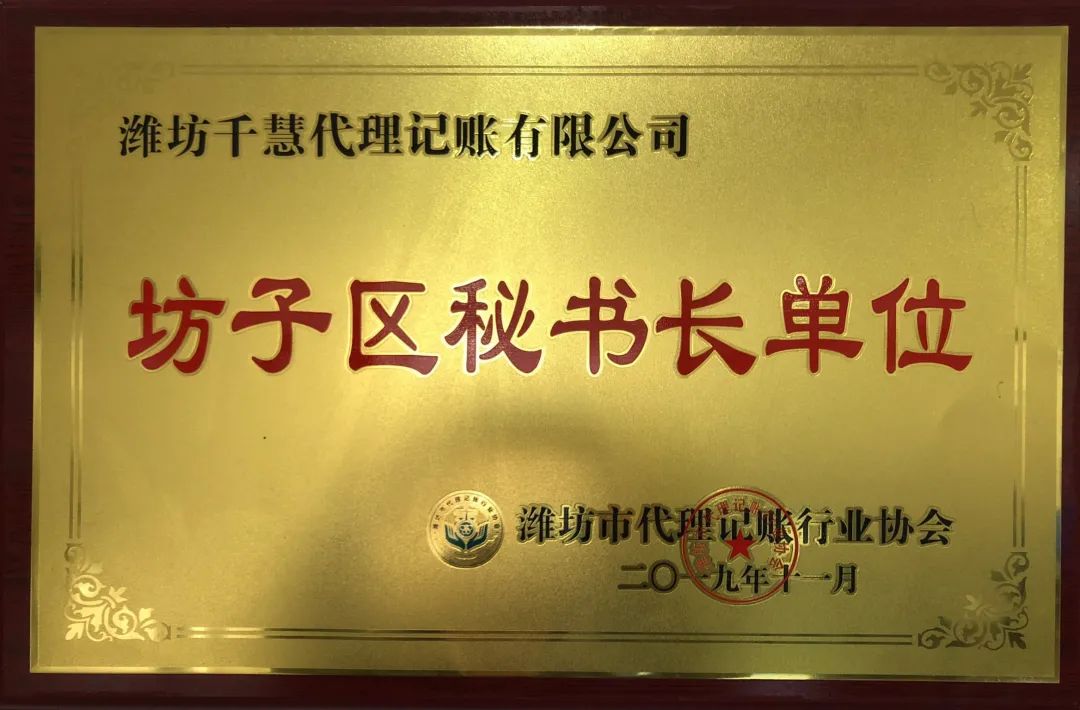 潍坊千慧代理记账有限公司
坊子区秘书长单位
潍坊市代理记账行业协会
二〇一九年十一月